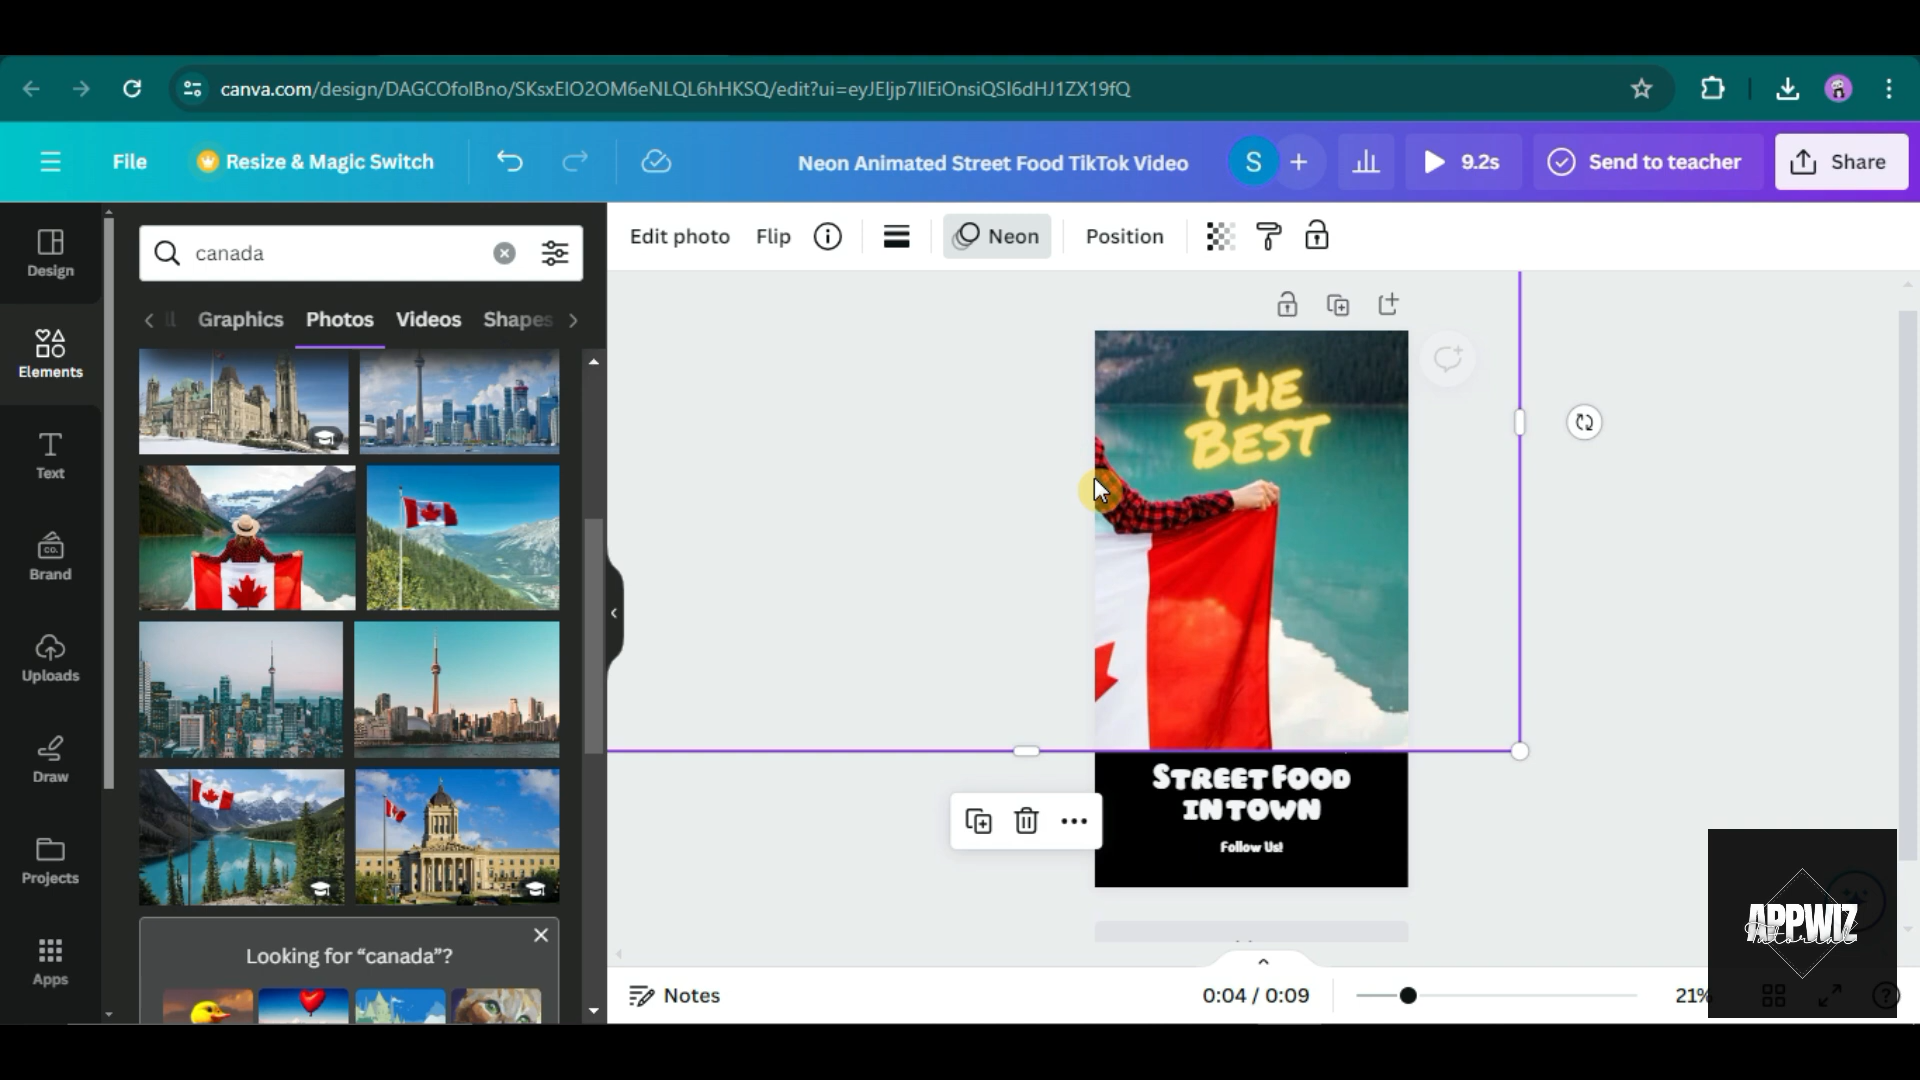 canva.com/design/DAGCOfoIBno/SKsxEIO2OM6eNLQL6hHKSQ/edit?ui=eyJEIjp7IlEiOnsiQSI6dHJ1ZX19fQ
File
Resize & Magic Switch
Neon Animated Street Food TikTok Video
S
9.2s
Send to teacher
Share
Design
Elements
Text
Brand
CO.
Uploads
Draw
Projects
Apps
canada
Graphics
Photos
Videos
Shapes
Edit photo
Flip
Neon
Position
THE
BEST
STREET FOOD
IN TOWN
Follow Us!
Looking for “canada”?
Notes
0:04 / 0:09
21%
APPWIZ
Tutorial